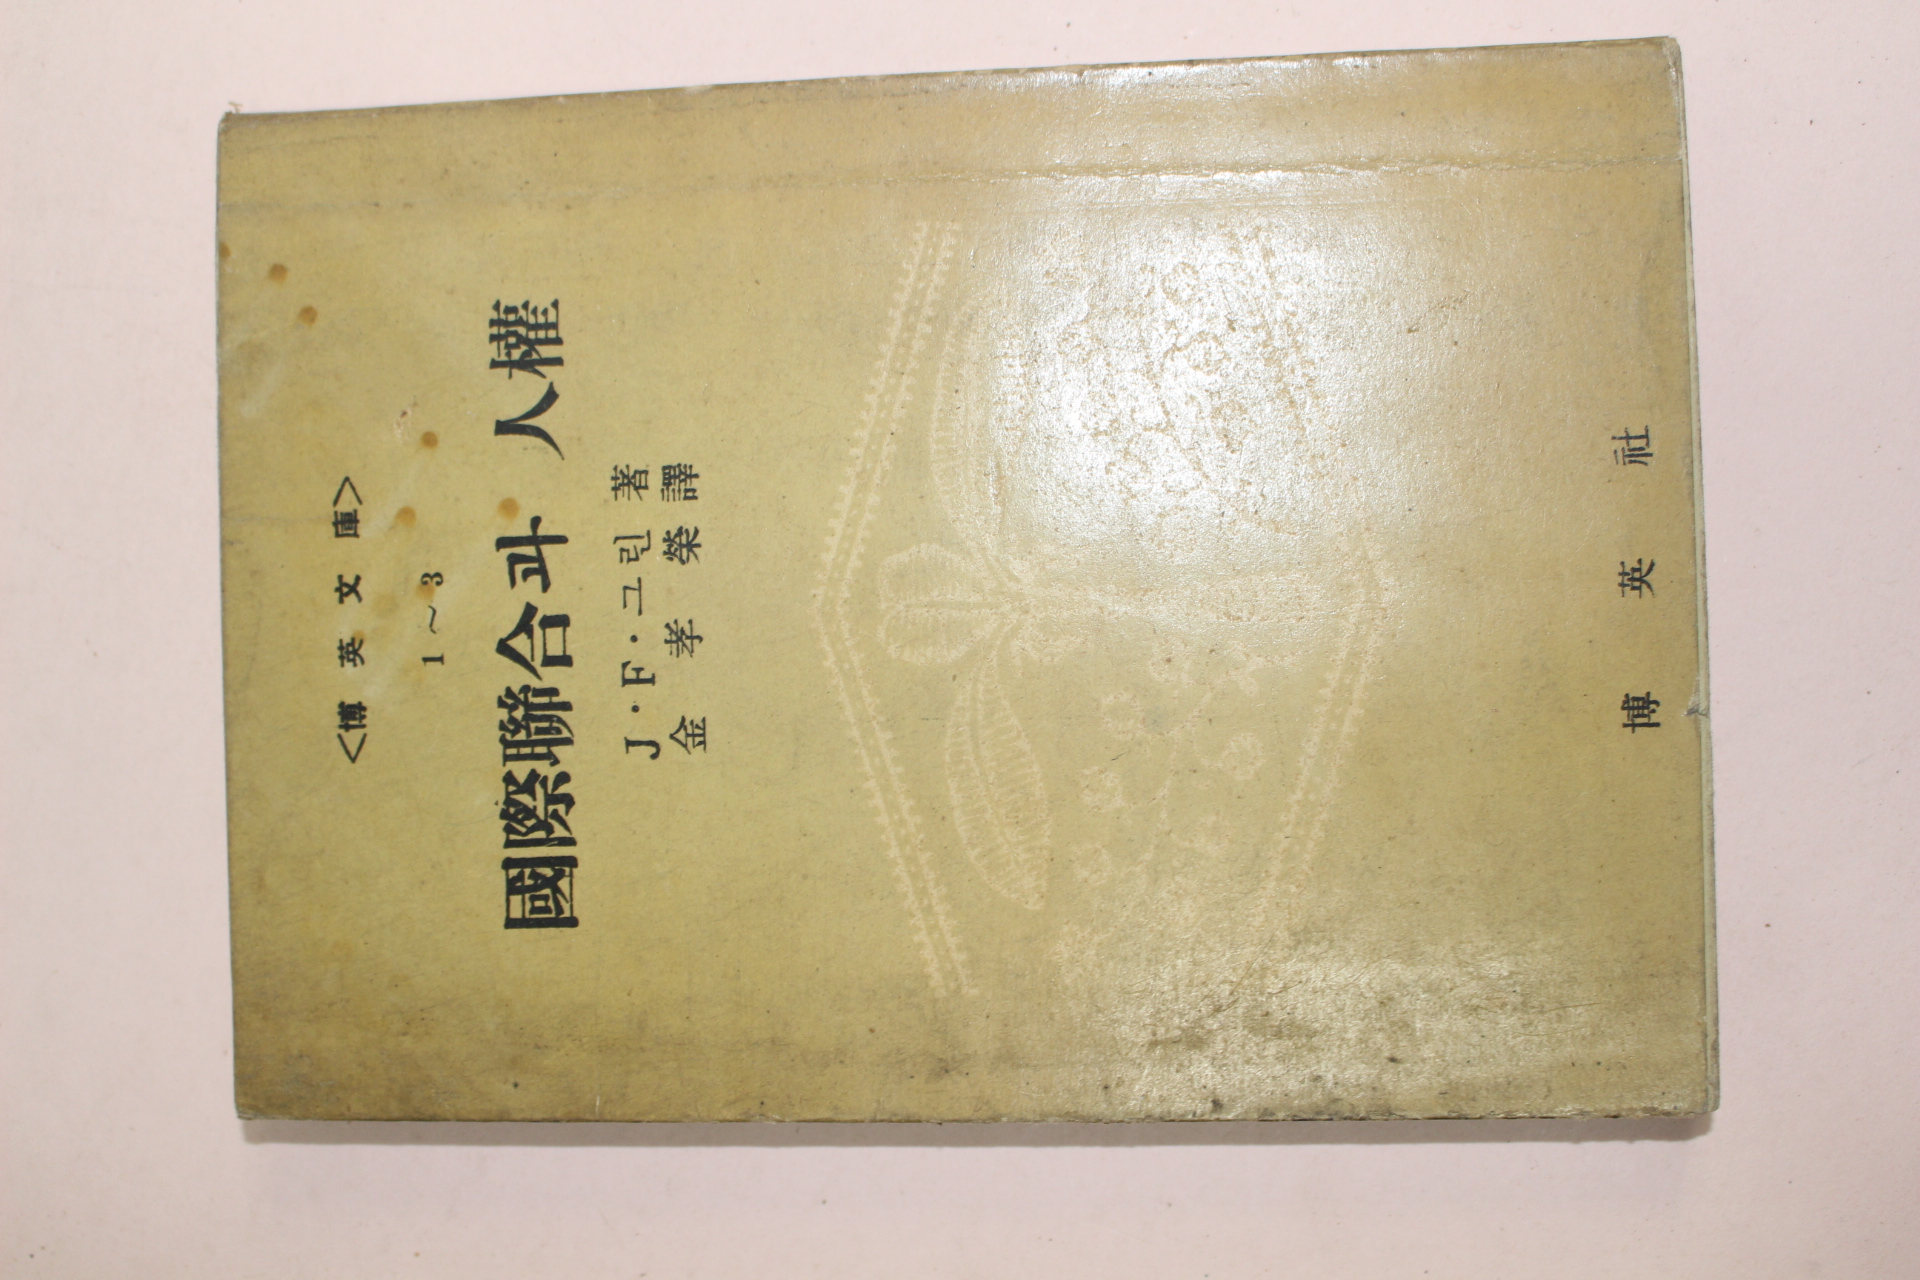 <博英文庫>
1~3
國際聯合과 人權
J·F·그린 著
金孝榮 譯
博英社